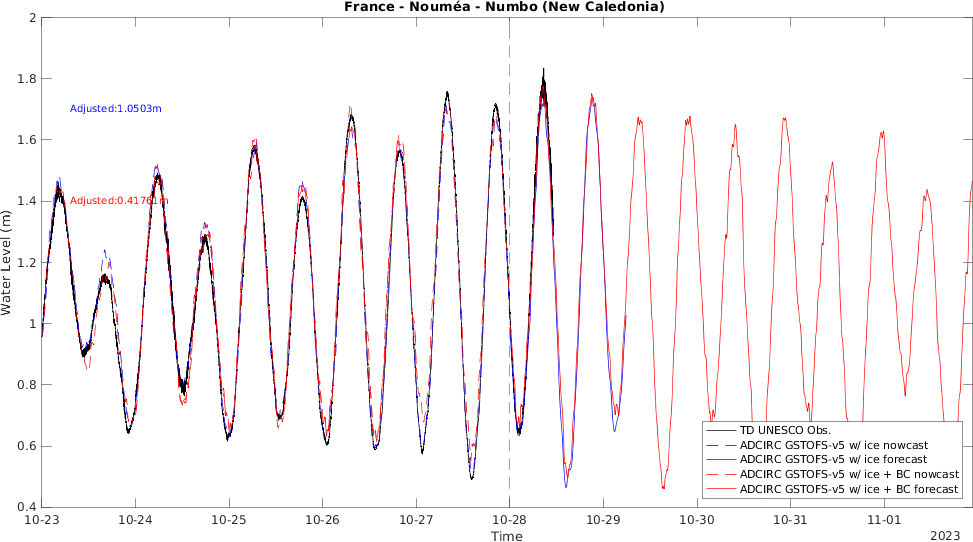 France - Nouméa - Numbo (New Caledonia)
Water Level (m)
2
1.8
1.6
1.4
1.2
1
0.8
0.6
0.4
Adjusted:1.0503m
Adjusted:0.41761m
TD UNESCO Obs.
ADCIRC GSTOFS-v5 w/ ice nowcast
ADCIRC GSTOFS-v5 w/ ice forecast
ADCIRC GSTOFS-v5 w/ ice + BC nowcast
ADCIRC GSTOFS-v5 w/ ice + BC forecast
10-23 10-24 10-25 10-26 10-27 10-28 10-29 10-30 10-31 11-01
Time
2023